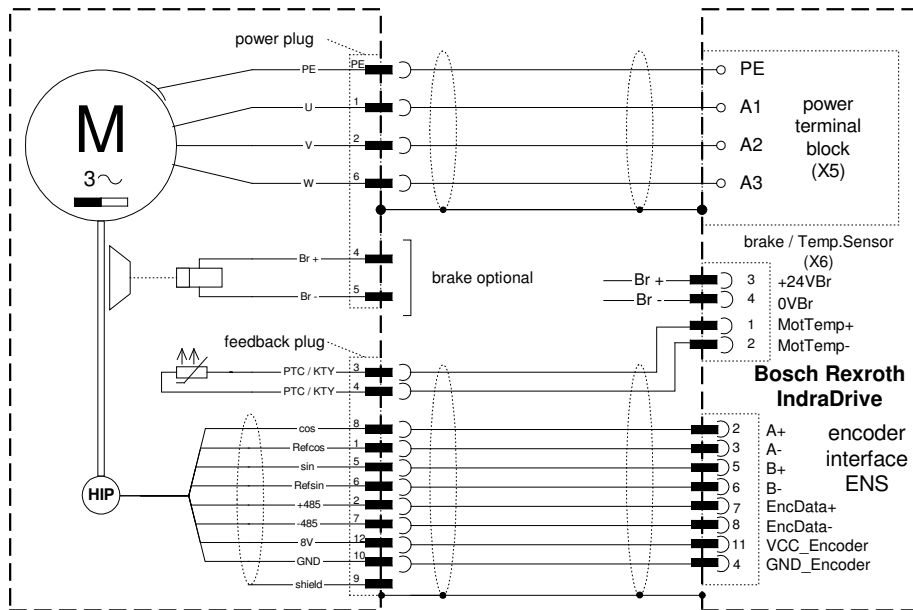 power plug
PE PE PE
M
3~
U 1 A1
V 2 A2
W 6 A3
power
terminal
block
(X5)
brake / Temp.Sensor
(X6)
Br + 4
Br - 5
brake optional
Br + 3 +24VBr
Br - 4 0VBr
1 MotTemp+
2 MotTemp-
feedback plug
PTC / KTY 3
PTC / KTY 4
Bosch Rexroth
IndraDrive
encoder
interface
ENS
HIP
cos 8 2 A+
Refcos 1 3 A-
sin 5 5 B+
Refsin 6 6 B-
+485 2 7 EncData+
-485 7 8 EncData-
8V 12 11 VCC_Encoder
GND 10 4 GND_Encoder
shield 9